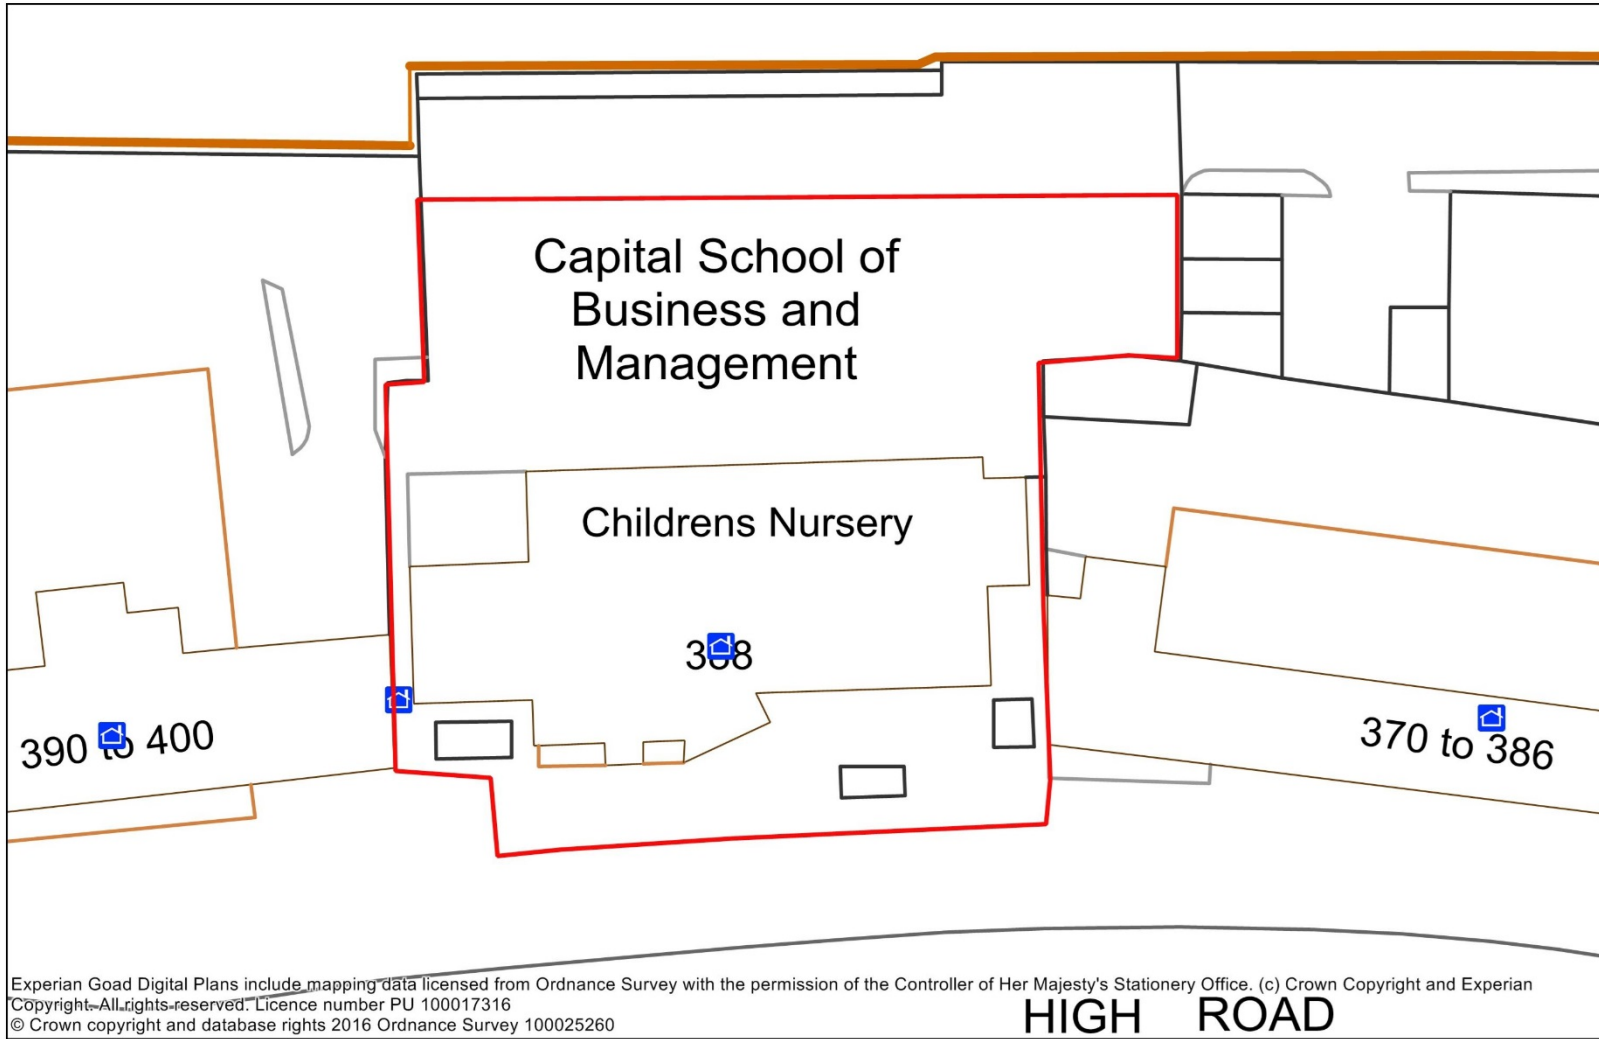 Capital School of
Business and
Management
Childrens Nursery
388
390 to 400
370 to 386
Experian Goad Digital Plans include mapping data licensed from Ordnance Survey with the permission of the Controller of Her Majesty's Stationery Office. (c) Crown Copyright and Experian
Copyright. All rights reserved. Licence number PU 100017316
© Crown copyright and database rights 2016 Ordnance Survey 100025260
HIGH ROAD